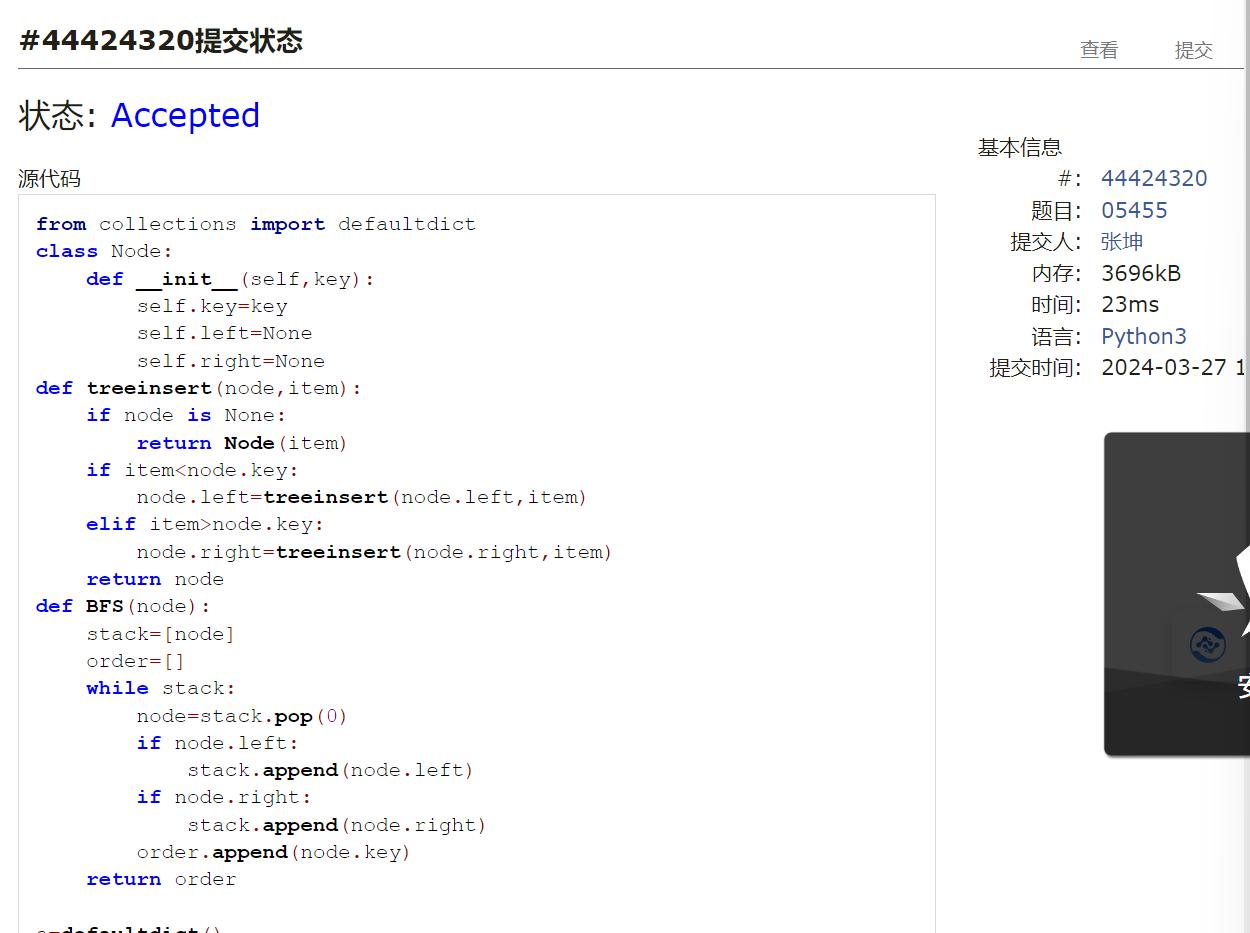 #44424320提交状态
查看
提交
状态: Accepted
基本信息
#: 44424320
题目: 05455
提交人: 张坤
内存: 3696kB
时间: 23ms
语言: Python3
提交时间: 2024-03-27 1
源代码
from collections import defaultdict
class Node:
    def __init__(self,key):
        self.key=key
        self.left=None
        self.right=None
def treeinsert(node,item):
    if node is None:
        return Node(item)
    if item<node.key:
        node.left=treeinsert(node.left,item)
    elif item>node.key:
        node.right=treeinsert(node.right,item)
    return node
def BFS(node):
    stack=[node]
    order=[]
    while stack:
        node=stack.pop(0)
        if node.left:
            stack.append(node.left)
        if node.right:
            stack.append(node.right)
        order.append(node.key)
    return order